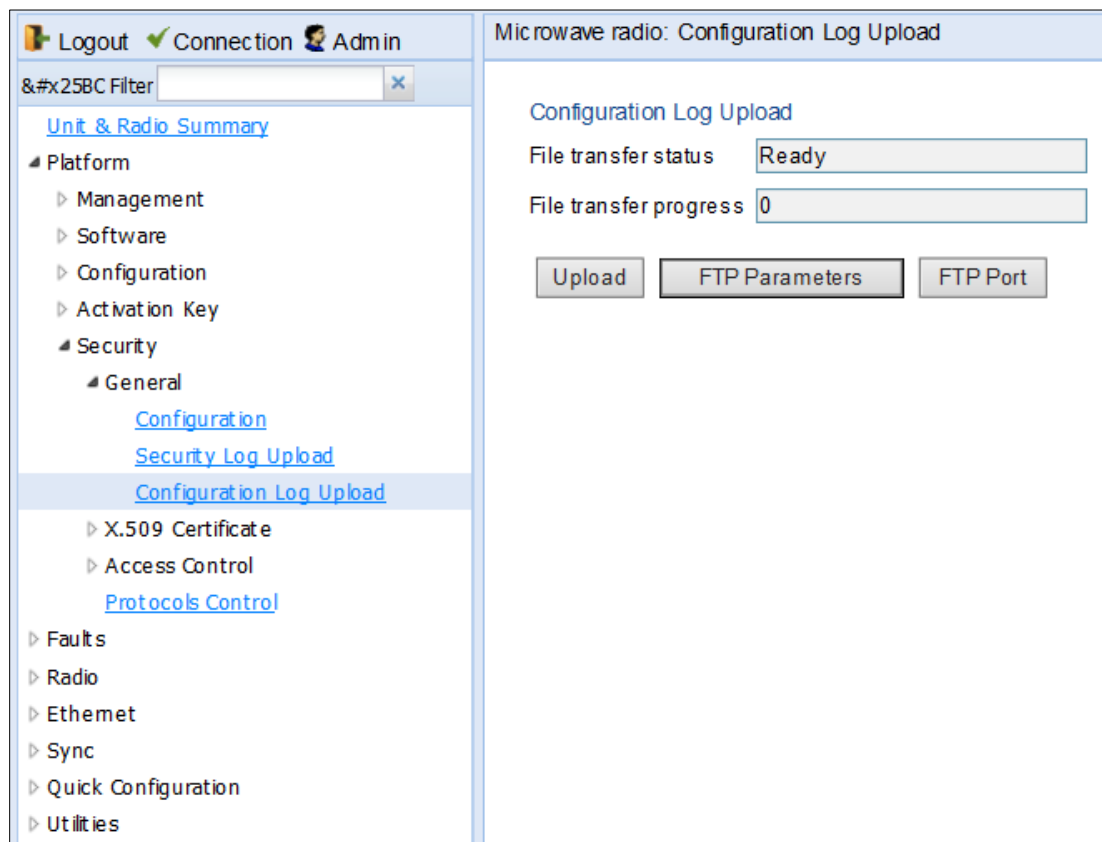 Logout Connection Admin
&#x25BC Filter
Unit & Radio Summary
Platform
Management
Software
Configuration
Activation Key
Security
General
Configuration
Security Log Upload
Configuration Log Upload
X.509 Certificate
Access Control
Protocols Control
Faults
Radio
Ethernet
Sync
Quick Configuration
Utilities
Microwave radio: Configuration Log Upload
Configuration Log Upload
File transfer status Ready
File transfer progress 0
Upload FTP Parameters FTP Port